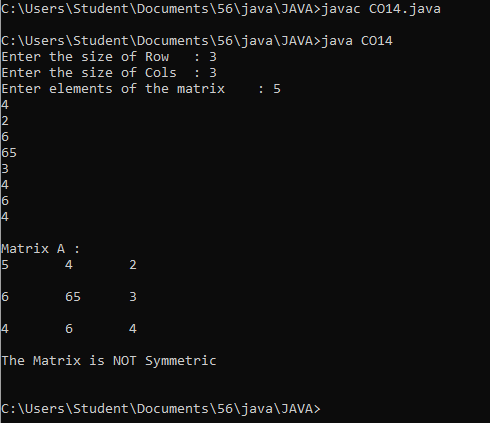 C:\Users\Student\Documents\56\java\JAVA>javac CO14.java
C:\Users\Student\Documents\56\java\JAVA>java CO14
Enter the size of Row   : 3
Enter the size of Cols  : 3
Enter elements of the matrix    : 5
4
2
6
65
3
4
6
4
Matrix A :
5       4       2
6       65      3
4       6       4
The Matrix is NOT Symmetric
C:\Users\Student\Documents\56\java\JAVA>